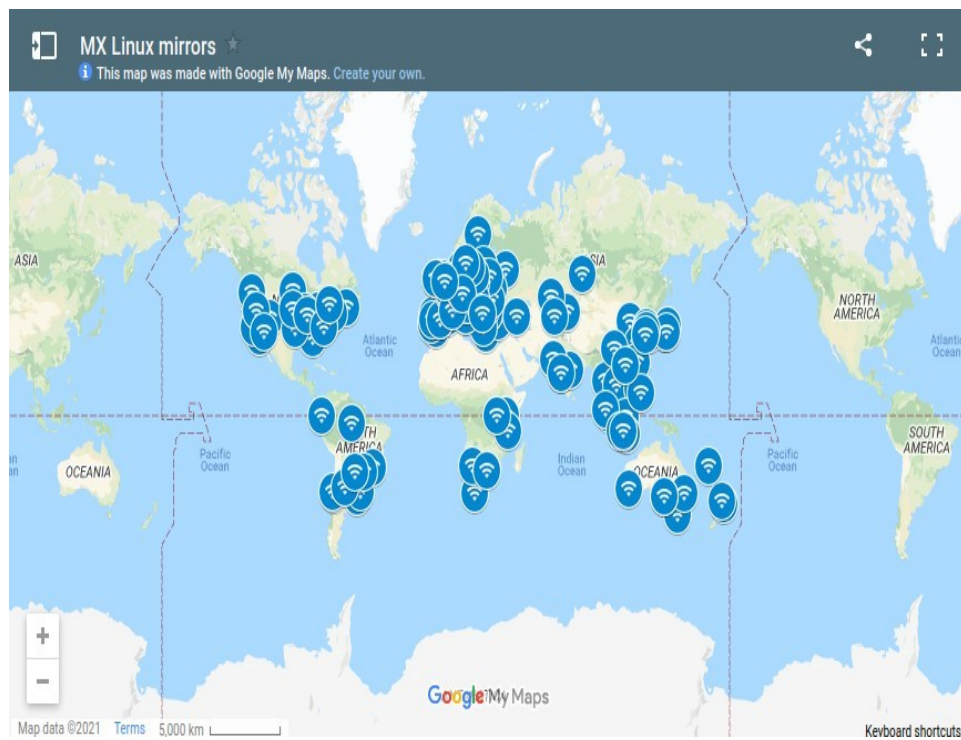 MX Linux mirrors
This map was made with Google My Maps. Create your own.
ASIA
NORTH
AMERICA
Atlantic
Ocean
Atlantic
Ocean
AFRICA
Pacific
Ocean
AMERICA
Indian
Ocean
Pacific
Ocean
SOUTH
AMERICA
OCEANIA
OCEANIA
+
−
Google My Maps
Map data ©2021 Terms 5,000 km
Keyboard shortcuts